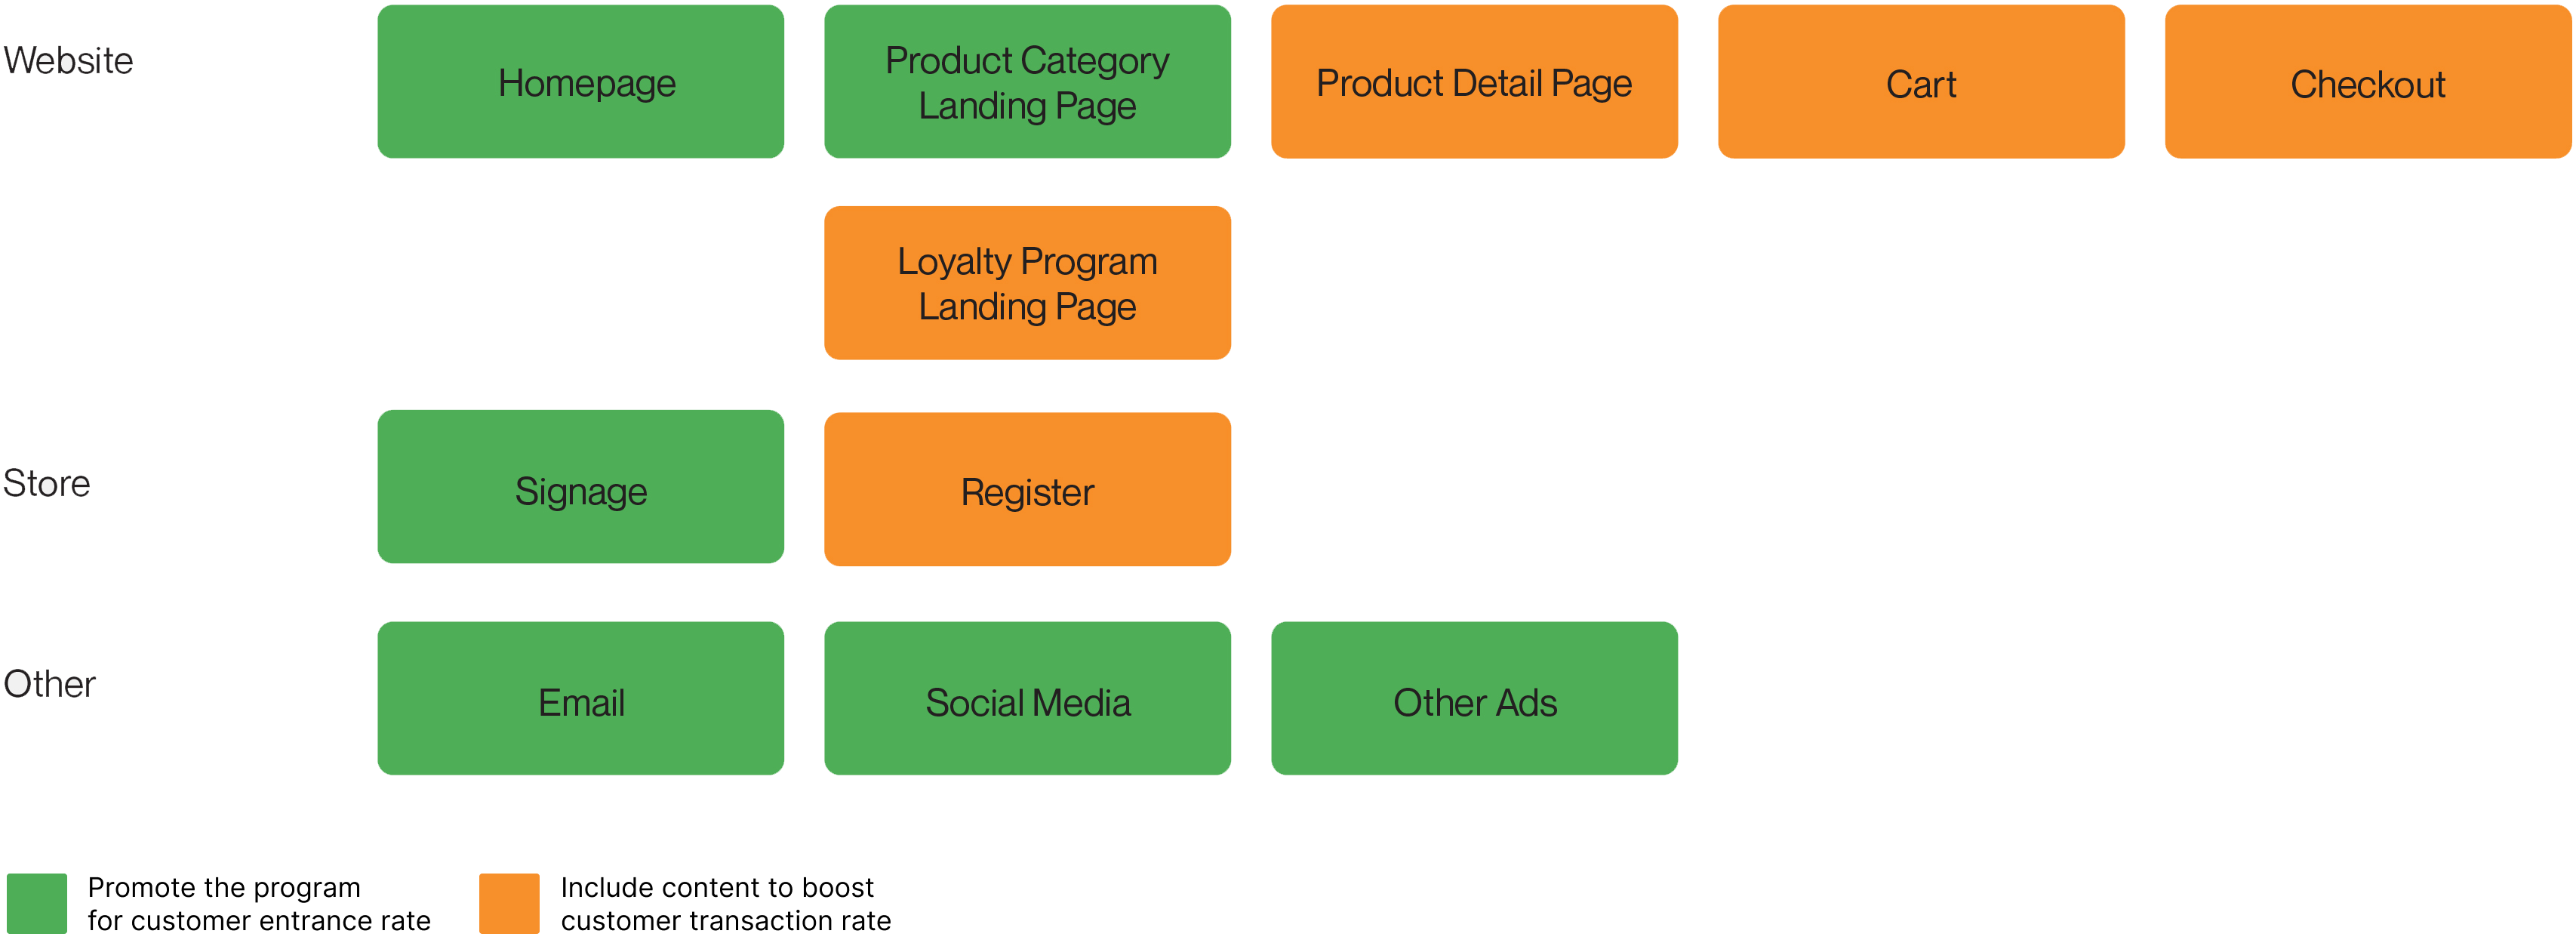 Website
Homepage
Product Category
Landing Page
Product Detail Page
Cart
Checkout
Loyalty Program
Landing Page
Store
Signage
Register
Other
Email
Social Media
Other Ads
Promote the program
for customer entrance rate
Include content to boost
customer transaction rate